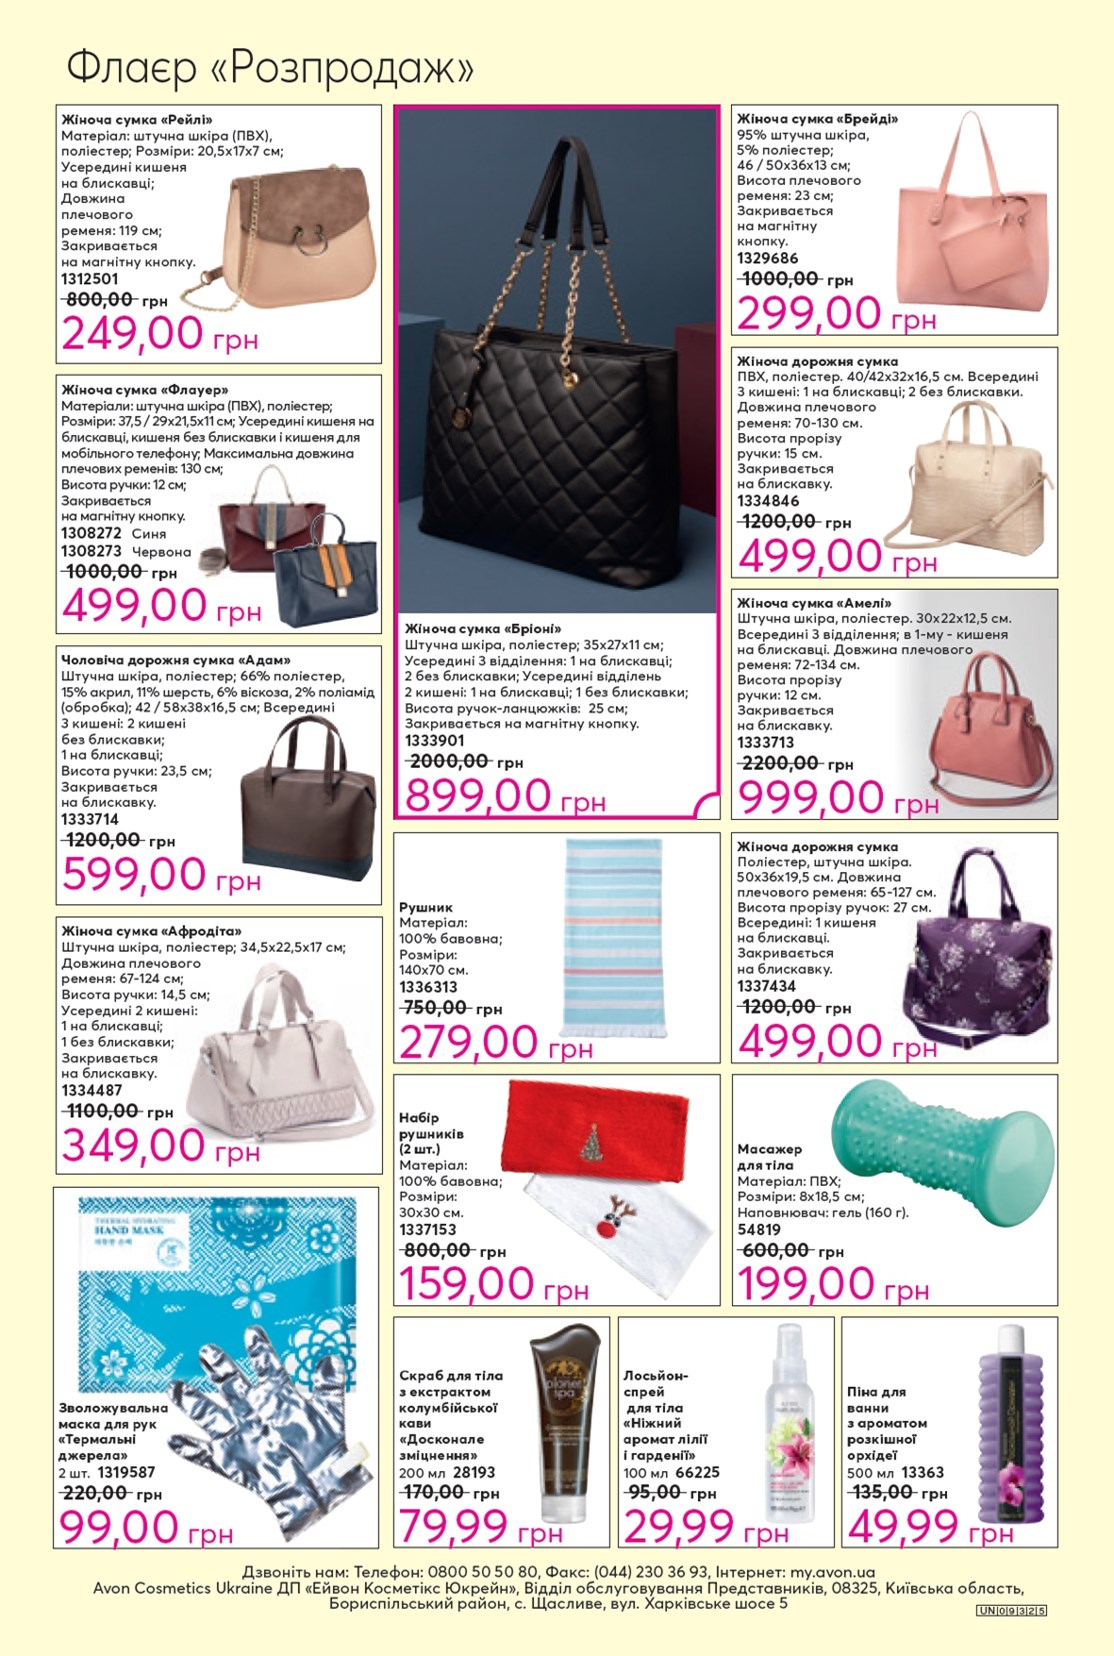 Флаєр «Розпродаж»
Жіноча сумка «Рейлі»
Матеріал: штучна шкіра (ПВХ),
поліестер; Розміри: 20,5х17х7 см;
Усередині кишеня
на блискавці;
Довжина
плечового
ременя: 119 см;
Закривається
на магнітну кнопку.
1312501
800,00 грн
249,00 грн
Жіноча сумка «Флауер»
Матеріали: штучна шкіра (ПВХ), поліестер;
Розміри: 37,5 / 29х21,5х11 см; Усередині кишеня на
блискавці, кишеня без блискавки і кишеня для
мобільного телефону; Максимальна довжина
плечових ременів: 130 см;
Висота ручки: 12 см;
Закривається
на магнітну кнопку.
1308272 Синя
1308273 Червона
1000,00 грн
499,00 грн
Чоловіча дорожня сумка «Адам»
Штучна шкіра, поліестер; 66% поліестер,
15% акрил, 11% шерсть, 6% віскоза, 2% поліамід
(обробка); 42 / 58х38х16,5 см; Всередині
3 кишені: 2 кишені
без блискавки;
1 на блискавці;
Висота ручки: 23,5 см;
Закривається
на блискавку.
1333714
1200,00 грн
599,00 грн
Жіноча сумка «Афродіта»
Штучна шкіра, поліестер; 34,5х22,5х17 см;
Довжина плечового
ременя: 67-124 см;
Висота ручки: 14,5 см;
Усередині 2 кишені:
1 на блискавці;
1 без блискавки;
Закривається
на блискавку.
1334487
1100,00 грн
349,00 грн
THERMAL HYDRATING
HAND MASK
Зволожувальна
маска для рук
«Термальні
джерела»
2 шт. 1319587
220,00 грн
99,00 грн
Жіноча сумка «Бріоні»
Штучна шкіра, поліестер; 35х27х11 см;
Усередині 3 відділення: 1 на блискавці;
2 без блискавки; Усередині відділень
2 кишені: 1 на блискавці; 1 без блискавки;
Висота ручок-ланцюжків: 25 см;
Закривається на магнітну кнопку.
1333901
2000,00 грн
899,00 грн
Рушник
Матеріал:
100% бавовна;
Розміри:
140х70 см.
1336313
750,00 грн
279,00 грн
Набір
рушників
(2 шт.)
Матеріал:
100% бавовна;
Розміри:
30х30 см.
1337153
800,00 грн
159,00 грн
Скраб для тіла
з екстрактом
колумбійської
кави
«Досконале
зміцнення»
200 мл 28193
170,00 грн
79,99 грн
planet
spa
Лосьйон-
спрей
для тіла
«Ніжний
аромат лілії
і гарденії»
100 мл 66225
95,00 грн
29,99 грн
Жіноча сумка «Брейді»
95% штучна шкіра,
5% поліестер;
46 / 50х36х13 см;
Висота плечового
ременя: 23 см;
Закривається
на магнітну
кнопку.
1329686
1000,00 грн
299,00 грн
Жіноча дорожня сумка
ПВХ, поліестер. 40/42х32х16,5 см. Всередині
3 кишені: 1 на блискавці; 2 без блискавки.
Довжина плечового
ременя: 70-130 см.
Висота прорізу
ручки: 15 см.
Закривається
на блискавку.
1334846
1200,00 грн
499,00 грн
Жіноча сумка «Амелі»
Штучна шкіра, поліестер. 30х22х12,5 см.
Всередині 3 відділення; в 1-му - кишеня
на блискавці. Довжина плечового
ременя: 72-134 см.
Висота прорізу
ручки: 12 см.
Закривається
на блискавку.
1333713
2200,00 грн
999,00 грн
Жіноча дорожня сумка
Поліестер, штучна шкіра.
50х36х19,5 см. Довжина
плечового ременя: 65-127 см.
Висота прорізу ручок: 27 см.
Всередині: 1 кишеня
на блискавці.
Закривається
на блискавку.
1337434
1200,00 грн
499,00 грн
Масажер
для тіла
Матеріал: ПВХ;
Розміри: 8х18,5 см;
Наповнювач: гель (160 г).
54819
600,00 грн
199,00 грн
Піна для
ванни
з ароматом
розкішної
орхідеї
500 мл 13363
135,00 грн
49,99 грн
Дзвоніть нам: Телефон: 0800 50 50 80, Факс: (044) 230 36 93, Інтернет: my.avon.ua
Avon Cosmetics Ukraine ДП «Ейвон Косметікс Юкрейн», Відділ обслуговування Представників, 08325, Київська область,
Бориспільський район, с. Щасливе, вул. Харківське шосе 5
UN|0|9|3|2|5